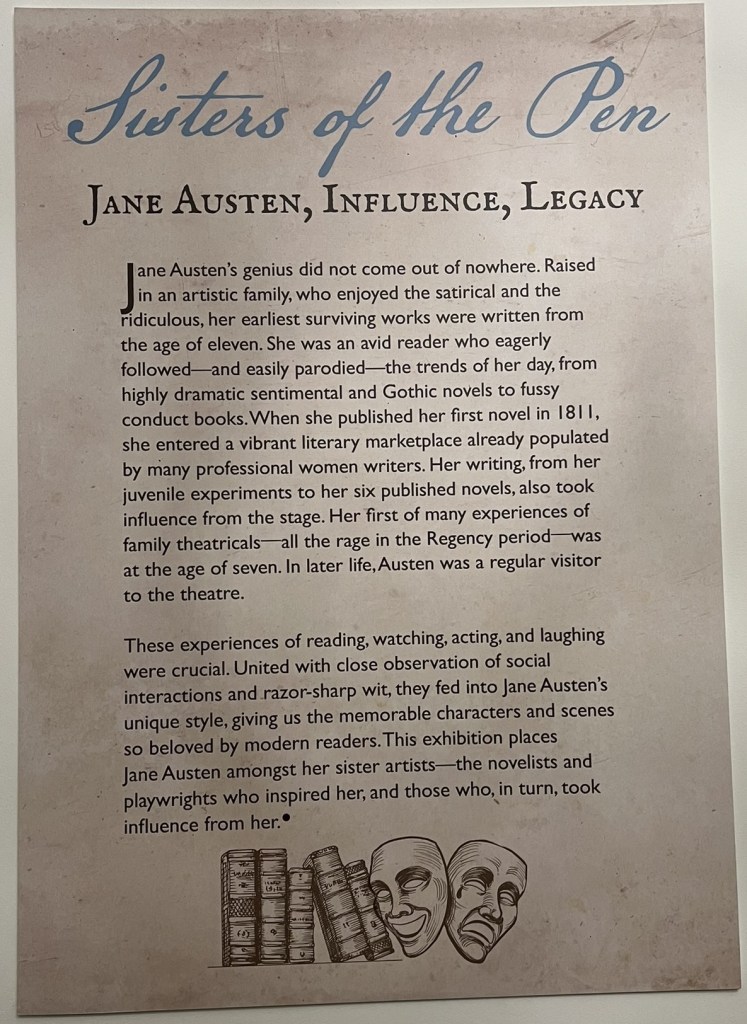 Sisters of the Pen
Jane Austen, Influence, Legacy
Jane Austen's genius did not come out of nowhere. Raised
in an artistic family, who enjoyed the satirical and the
ridiculous, her earliest surviving works were written from
the age of eleven. She was an avid reader who eagerly
followed—and easily parodied—the trends of her day, from
highly dramatic sentimental and Gothic novels to fussy
conduct books. When she published her first novel in 1811,
she entered a vibrant literary marketplace already populated
by many professional women writers. Her writing, from her
juvenile experiments to her six published novels, also took
influence from the stage. Her first of many experiences of
family theatricals—all the rage in the Regency period—was
at the age of seven. In later life, Austen was a regular visitor
to the theatre.
These experiences of reading, watching, acting, and laughing
were crucial. United with close observation of social
interactions and razor-sharp wit, they fed into Jane Austen's
unique style, giving us the memorable characters and scenes
so beloved by modern readers. This exhibition places
Jane Austen amongst her sister artists—the novelists and
playwrights who inspired her, and those who, in turn, took
influence from her.•